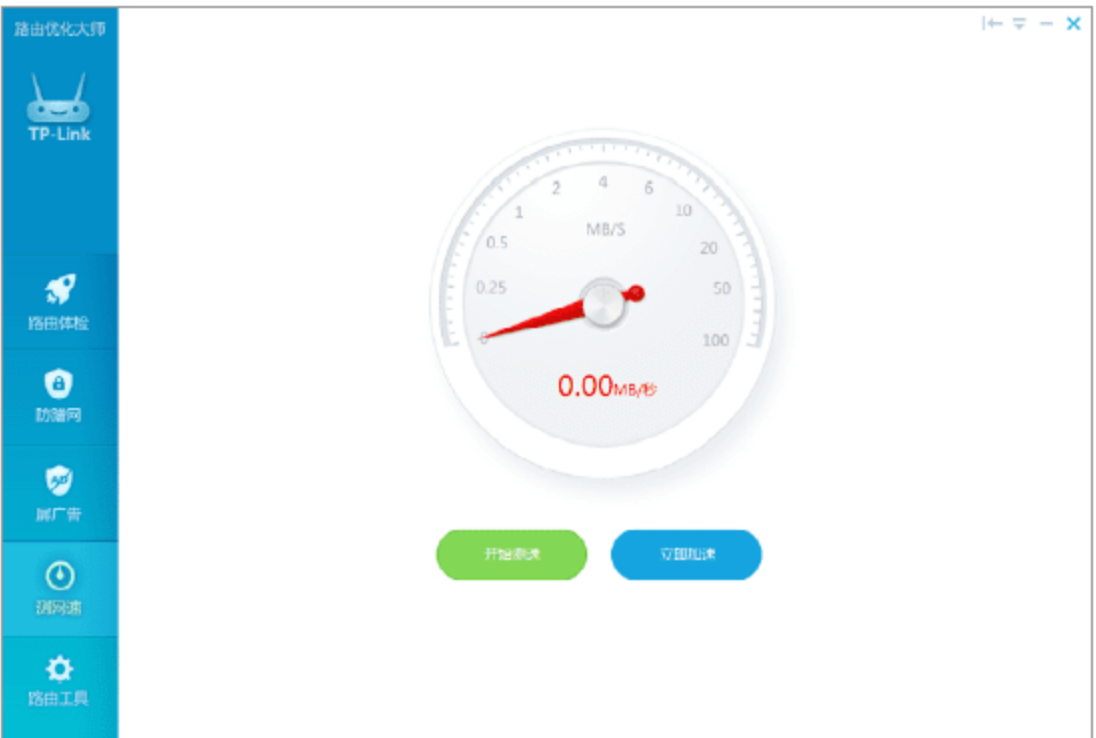 路由优化大师
TP-Link
路由体检
防蹭网
AD
屏广告
测网速
路由工具
0
0.25
0.5
1
2
4
6
10
20
50
100
MB/S
0.00MB/秒
开始测速
立即加速